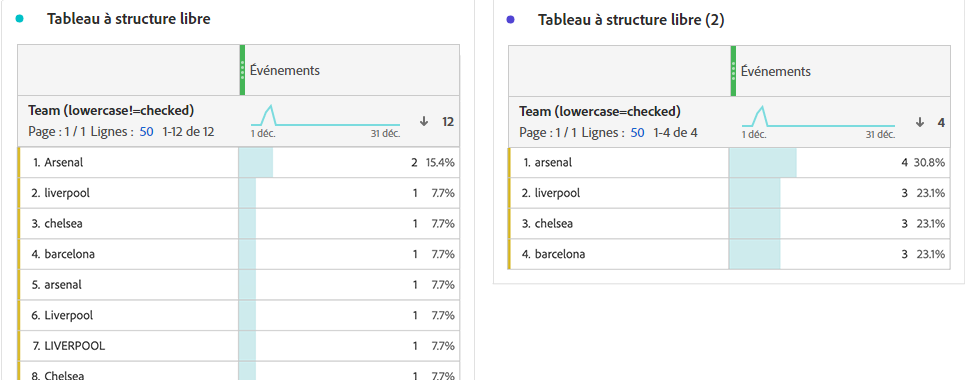 Tableau à structure libre
Événements
Team (lowercase!=checked)
Page : 1 / 1 Lignes : 50 1-12 de 12
1 déc. 31 déc.
12
1. Arsenal 2 15.4%
2. liverpool 1 7.7%
3. chelsea 1 7.7%
4. barcelona 1 7.7%
5. arsenal 1 7.7%
6. Liverpool 1 7.7%
7. LIVERPOOL 1 7.7%
8. Chelsea 1 7.7%
Tableau à structure libre (2)
Événements
Team (lowercase=checked)
Page : 1 / 1 Lignes : 50 1-4 de 4
1 déc. 31 déc.
4
1. arsenal 4 30.8%
2. liverpool 3 23.1%
3. chelsea 3 23.1%
4. barcelona 3 23.1%